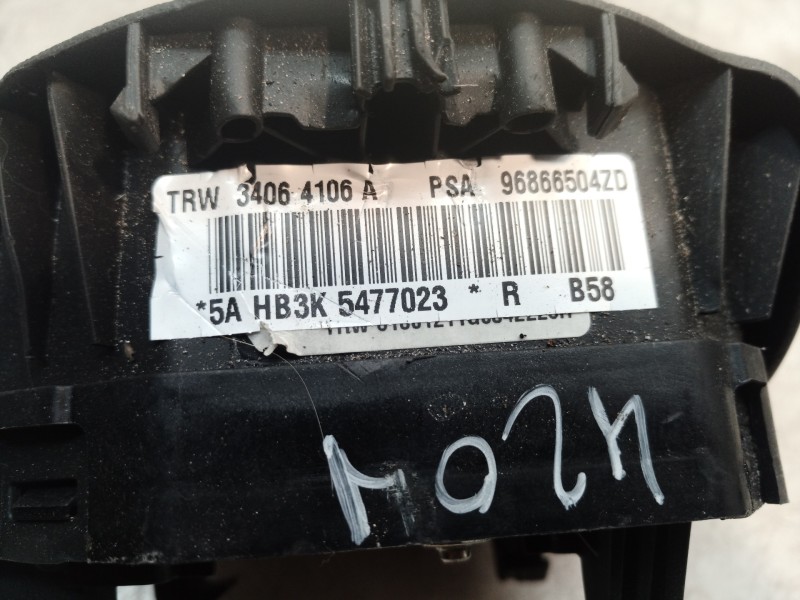 TRW 3406 4106 A PSA 96866504ZD
*5A HB3K 5477023 * R B58